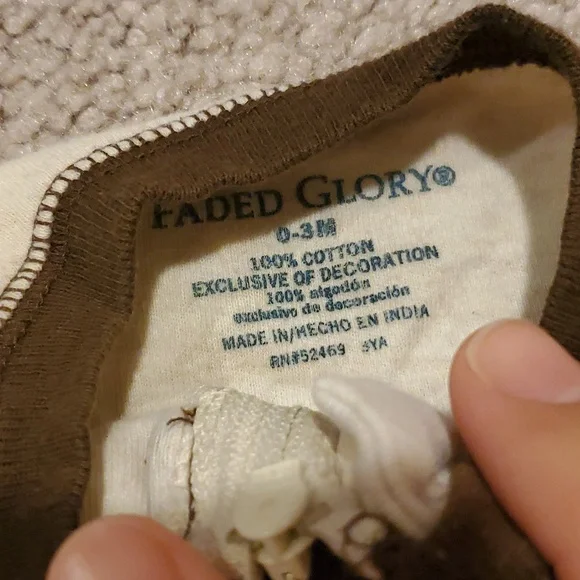 FADED GLORY®
0-3M
100% COTTON
EXCLUSIVE OF DECORATION
100% algodón
exclusivo de decoración
MADE IN/HECHO EN INDIA
RN#52469 3YA